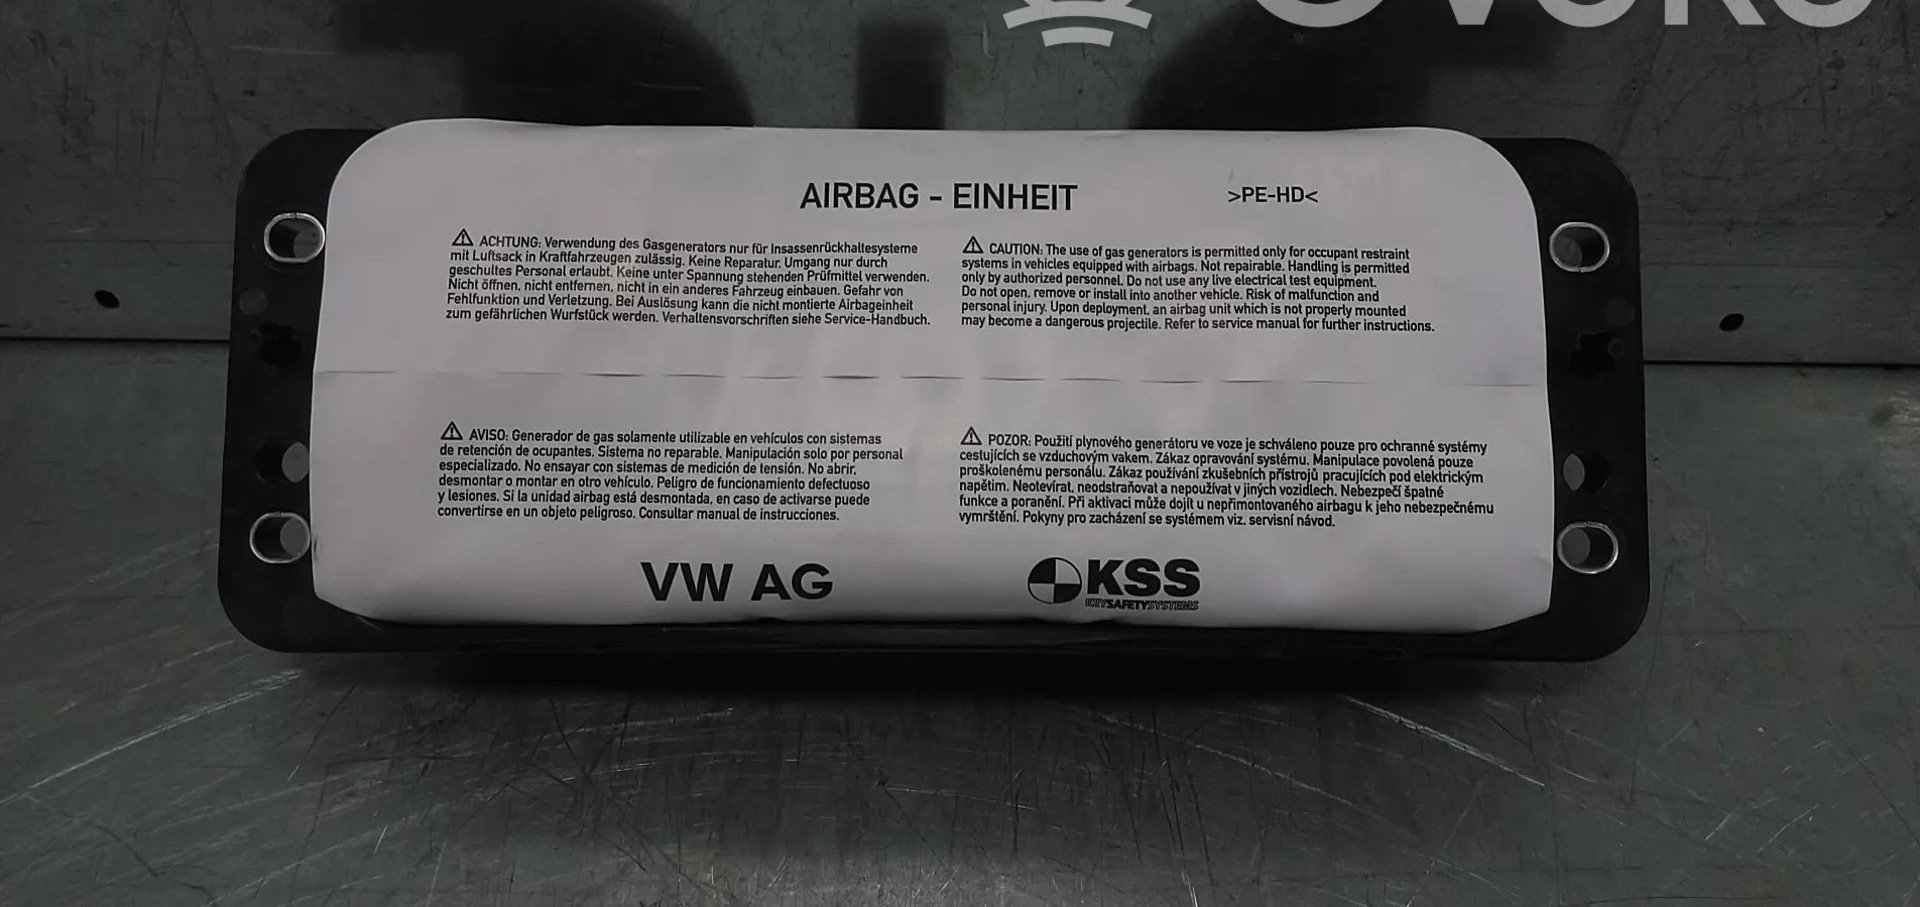 AIRBAG - EINHEIT
>PE-HD<
⚠ ACHTUNG: Verwendung des Gasgenerators nur für Insassenrückhaltesysteme
mit Luftsack in Kraftfahrzeugen zulässig. Keine Reparatur. Umgang nur durch
geschultes Personal erlaubt. Keine unter Spannung stehenden Prüfmittel verwenden.
Nicht öffnen, nicht entfernen, nicht in ein anderes Fahrzeug einbauen. Gefahr von
Fehlfunktion und Verletzung. Bei Auslösung kann die nicht montierte Airbageinheit
zum gefährlichen Wurfstück werden. Verhaltensvorschriften siehe Service-Handbuch.
⚠ CAUTION: The use of gas generators is permitted only for occupant restraint
systems in vehicles equipped with airbags. Not repairable. Handling is permitted
only by authorized personnel. Do not use any live electrical test equipment.
Do not open, remove or install into another vehicle. Risk of malfunction and
personal injury. Upon deployment, an airbag unit which is not properly mounted
may become a dangerous projectile. Refer to service manual for further instructions.
⚠ AVISO: Generador de gas solamente utilizable en vehículos con sistemas
de retención de ocupantes. Sistema no reparable. Manipulación solo por personal
especializado. No ensayar con sistemas de medición de tensión. No abrir,
desmontar o montar en otro vehículo. Peligro de funcionamiento defectuoso
y lesiones. Si la unidad airbag está desmontada, en caso de activarse puede
convertirse en un objeto peligroso. Consultar manual de instrucciones.
⚠ POZOR: Použití plynového generátoru ve voze je schváleno pouze pro ochranné systémy
cestujících se vzduchovým vakem. Zákaz opravování systému. Manipulace povolená pouze
proškolenému personálu. Zákaz používání zkušebních přístrojů pracujících pod elektrickým
napětím. Neotevírat, neodstraňovat a nepoužívat v jiných vozidlech. Nebezpečí špatné
funkce a poranění. Při aktivaci může dojít u nepřimontovaného airbagu k jeho nebezpečnému
vymrštění. Pokyny pro zacházení se systémem viz. servisní návod.
VW AG
KSS
KEYSAFETYSYSTEMS